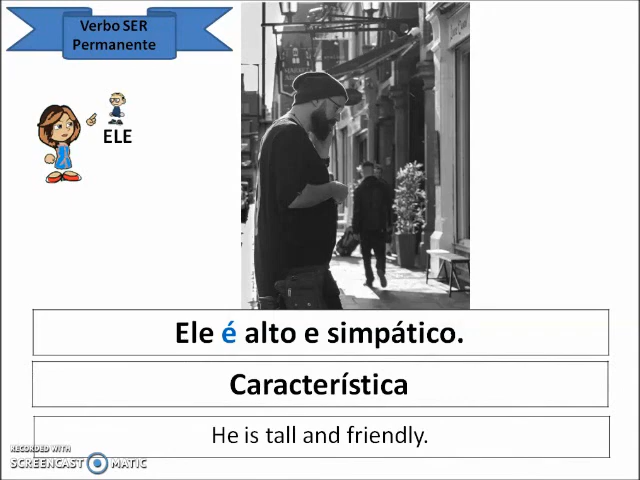 Verbo SER
Permanente
ELE
Ele é alto e simpático.
Característica
He is tall and friendly.
RECORDED WITH
SCREENCAST MATIC